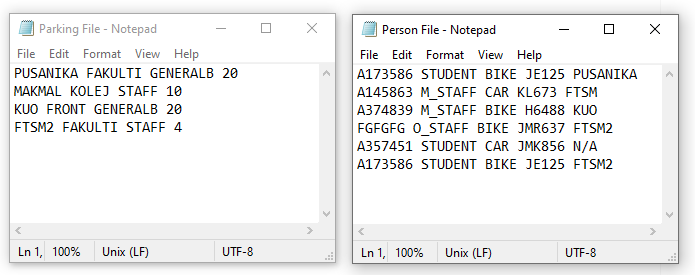 Parking File - Notepad
File Edit Format View Help
PUSANIKA FAKULTI GENERALB 20
MAKMAL KOLEJ STAFF 10
KUO FRONT GENERALB 20
FTSM2 FAKULTI STAFF 4
Ln 1, 100% Unix (LF) UTF-8
Person File - Notepad
File Edit Format View Help
A173586 STUDENT BIKE JE125 PUSANIKA
A145863 M_STAFF CAR KL673 FTSM
A374839 M_STAFF BIKE H6488 KUO
FGFGFG O_STAFF BIKE JMR637 FTSM2
A357451 STUDENT CAR JMK856 N/A
A173586 STUDENT BIKE JE125 FTSM2
Ln 1, 100% Unix (LF) UTF-8